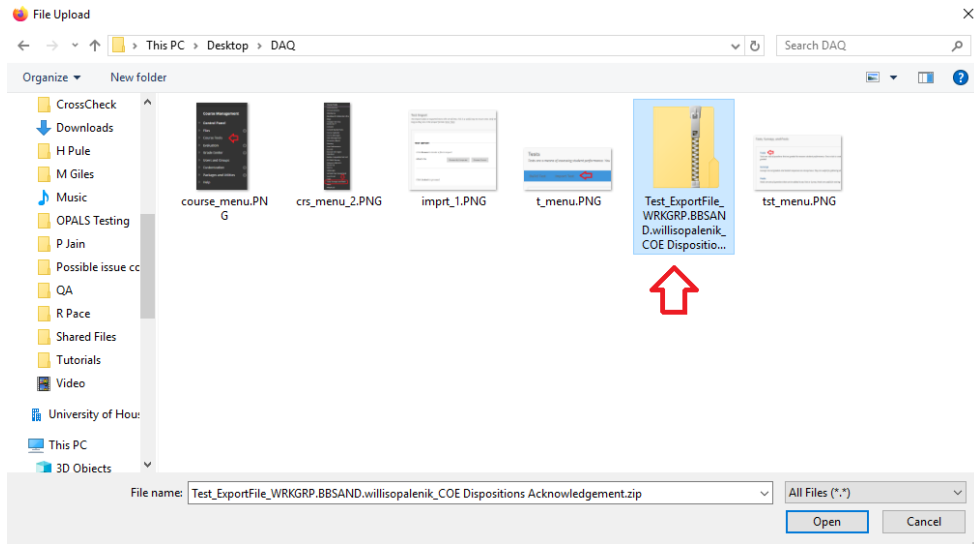 File Upload
This PC > Desktop > DAQ
Search DAQ
Organize
New folder
CrossCheck
Downloads
H Pule
M Giles
Music
OPALS Testing
P Jain
Possible issue cc
QA
R Pace
Shared Files
Tutorials
Video
University of Hous
This PC
3D Objects
course_menu.PN
G
crs_menu_2.PNG
imprt_1.PNG
t_menu.PNG
Test_ExportFile_
WRKGRP.BBSAN
D.willisopalenik_
COE Dispositio...
tst_menu.PNG
Course Management
Tests
File name:
Test_ExportFile_WRKGRP.BBSAND.willisopalenik_COE Dispositions Acknowledgement.zip
All Files (*.*)
Open
Cancel